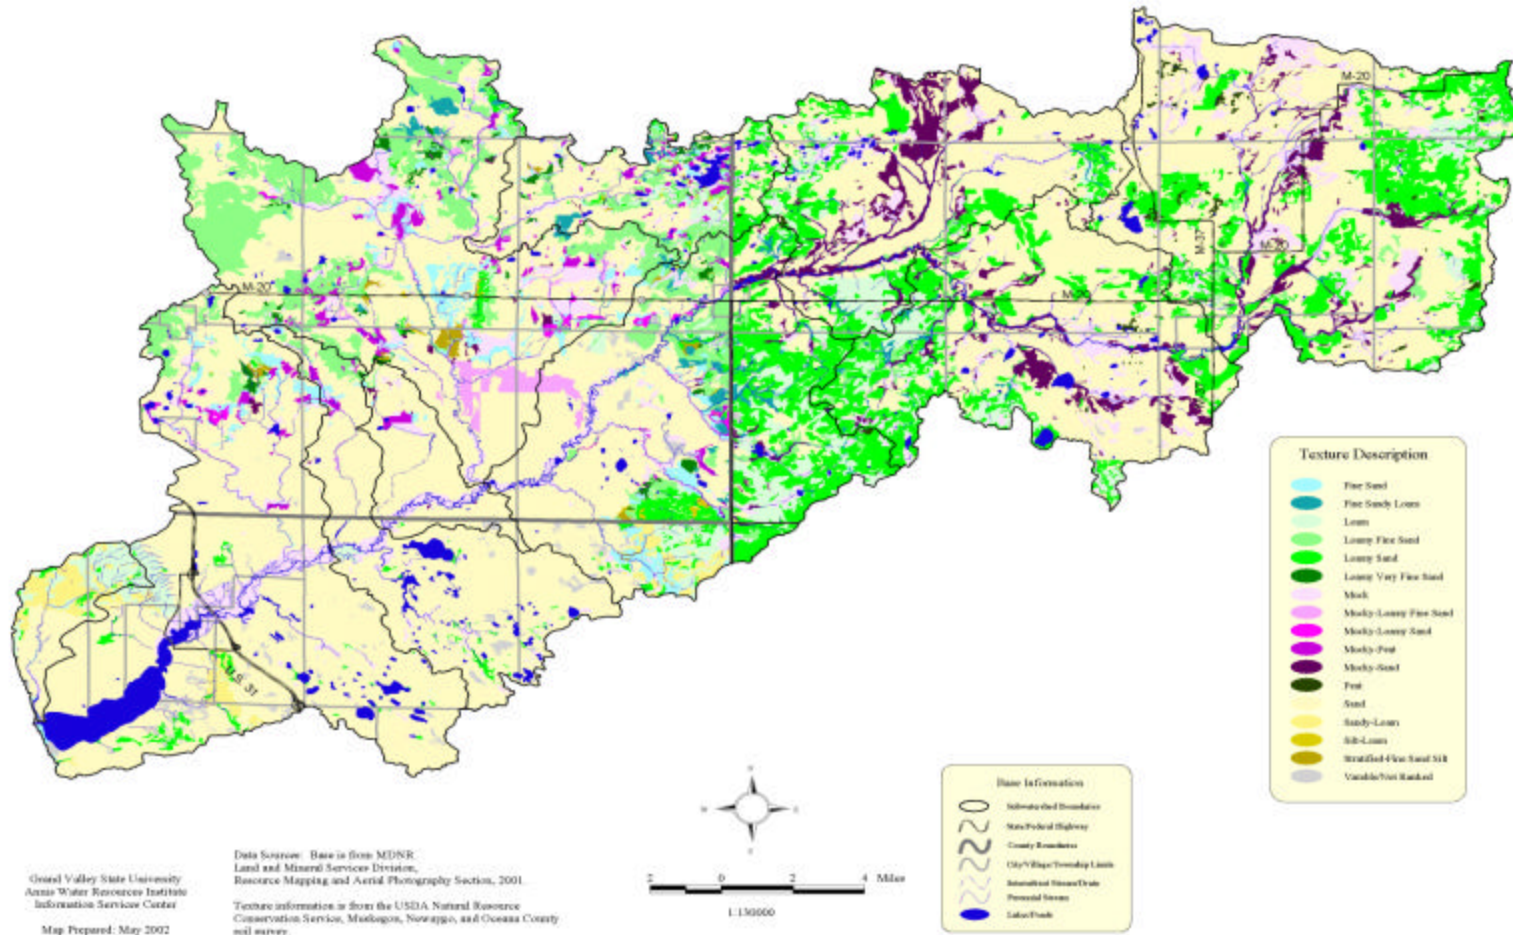 M-20
M-20
M-37
M-20
M-20
U.S. 31
Texture Description
Fine Sand
Fine Sandy Loam
Loam
Loamy Fine Sand
Loamy Sand
Loamy Very Fine Sand
Muck
Mucky-Loamy Fine Sand
Mucky-Loamy Sand
Mucky-Peat
Mucky-Sand
Peat
Sand
Sandy-Loam
Silt-Loam
Stratified-Fine Sand Silt
Variable/Not Ranked
Base Information
Subwatershed Boundaries
State/Federal Highway
County Boundaries
City/Village/Township Limits
Intermittent Stream/Drain
Perennial Stream
Lakes/Ponds
N
W
E
S
2 0 2 4 Miles
1:130000
Grand Valley State University
Annis Water Resources Institute
Information Services Center
Map Prepared: May 2002
Data Sources: Base is from MDNR
Land and Mineral Services Division,
Resource Mapping and Aerial Photography Section, 2001.
Texture information is from the USDA Natural Resource
Conservation Service, Muskegon, Newaygo, and Oceana County
soil survey.